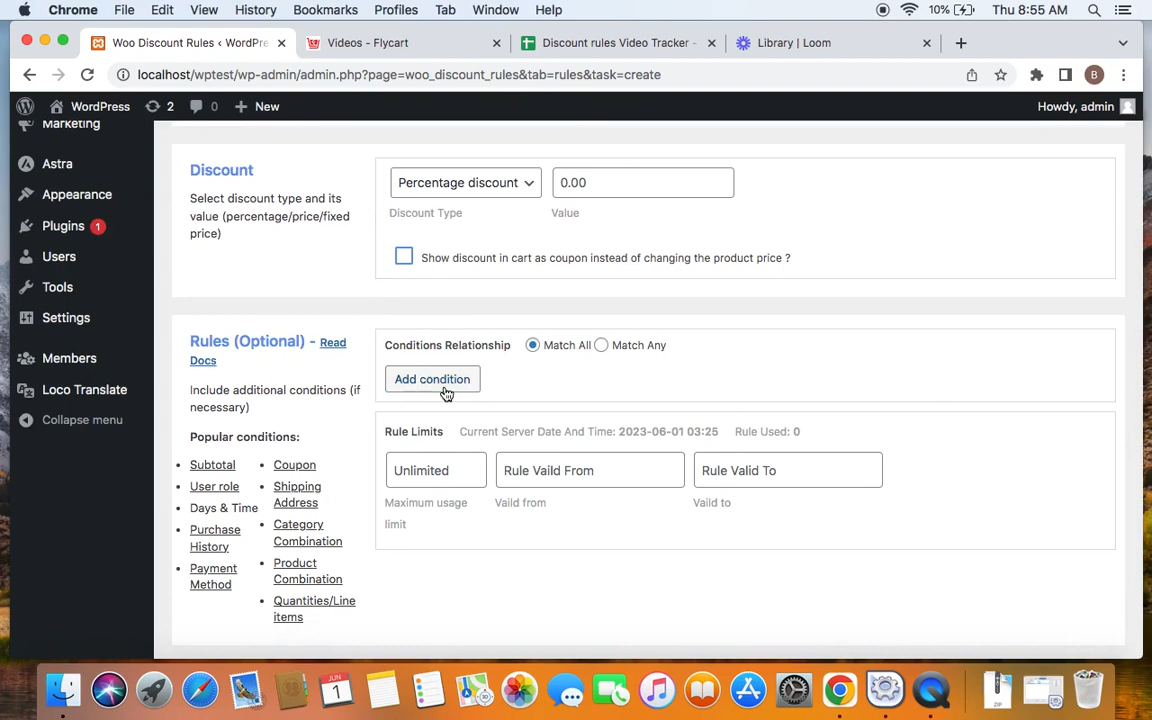 Chrome File Edit View History Bookmarks Profiles Tab Window Help 10% Thu 8:55 AM
Woo Discount Rules ‹ WordPre Videos - Flycart Discount rules Video Tracker - Library | Loom
localhost/wptest/wp-admin/admin.php?page=woo_discount_rules&tab=rules&task=create B
WordPress 2 0 New Howdy, admin
Marketing
Astra
Appearance
Plugins 1
Users
Tools
Settings
Members
Loco Translate
Collapse menu
Discount
Select discount type and its
value (percentage/price/fixed
price)
Percentage discount 0.00
Discount Type Value
Show discount in cart as coupon instead of changing the product price ?
Rules (Optional) - Read
Docs
Include additional conditions (if
necessary)
Popular conditions:
Subtotal
User role
Days & Time
Purchase
History
Payment
Method
Coupon
Shipping
Address
Category
Combination
Product
Combination
Quantities/Line
items
Conditions Relationship Match All Match Any
Add condition
Rule Limits Current Server Date And Time: 2023-06-01 03:25 Rule Used: 0
Unlimited Rule Vaild From Rule Valid To
Maximum usage
limit
Vaild from Vaild to
JUN
1
ZIP